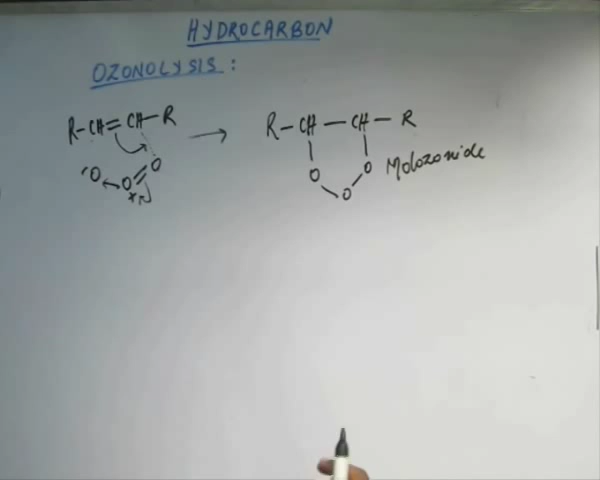 HYDROCARBON
OZONOLYSIS :
R-CH=CH-R → R-CH-CH-R
O O O O O Molozonide
O